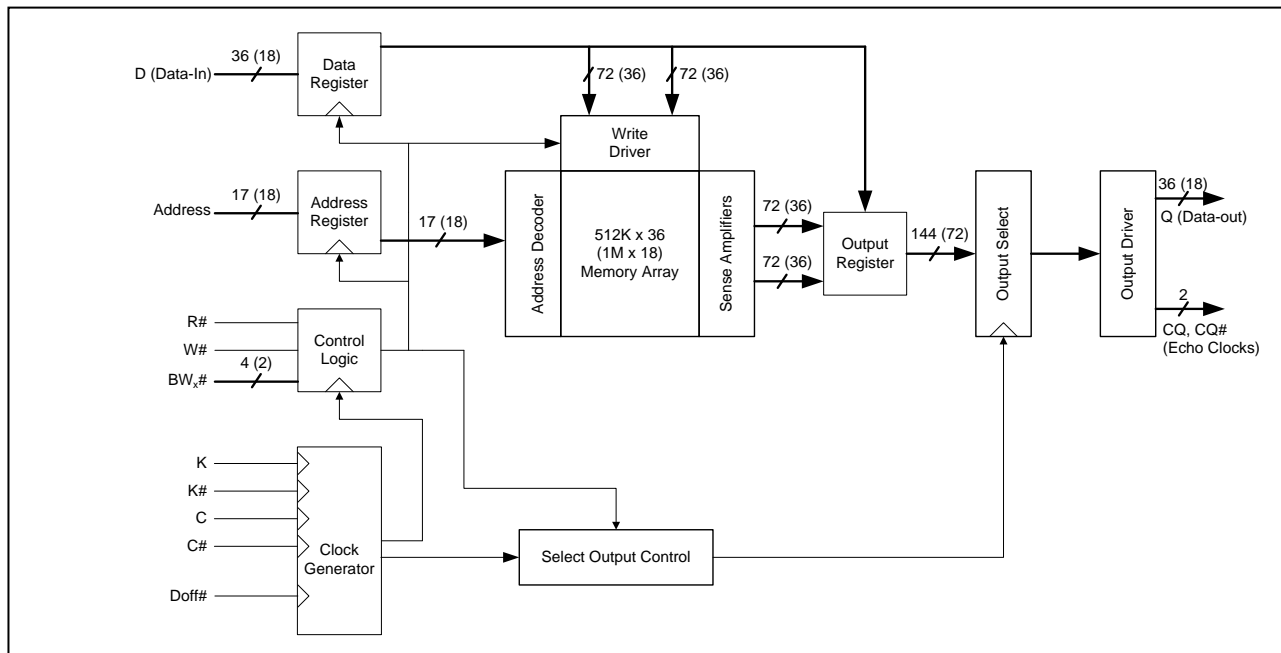 36 (18)
D (Data-In)
Data
Register
72 (36)
72 (36)
Write
Driver
17 (18)
Address
Address
Register
17 (18)
Address Decoder
512K x 36
(1M x 18)
Memory Array
Sense Amplifiers
72 (36)
72 (36)
Output
Register
144 (72)
Output Select
Output Driver
36 (18)
Q (Data-out)
2
CQ, CQ#
(Echo Clocks)
R#
W#
4 (2)
BWx#
Control
Logic
K
K#
C
C#
Doff#
Clock
Generator
Select Output Control